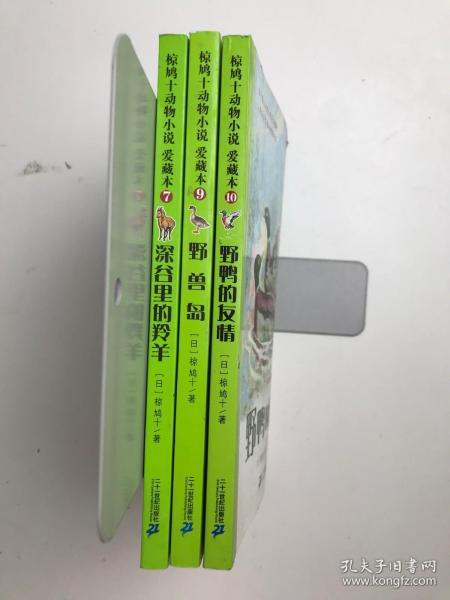 椋鸠十动物小说 爱藏本 7
深谷里的羚羊
〔日〕椋鸠十/著
二十一世纪出版社
椋鸠十动物小说 爱藏本 9
野兽岛
〔日〕椋鸠十/著
二十一世纪出版社
椋鸠十动物小说 爱藏本 10
野鸭的友情
〔日〕椋鸠十/著
二十一世纪出版社
野鸭
孔夫子旧书网
www.kongfz.com